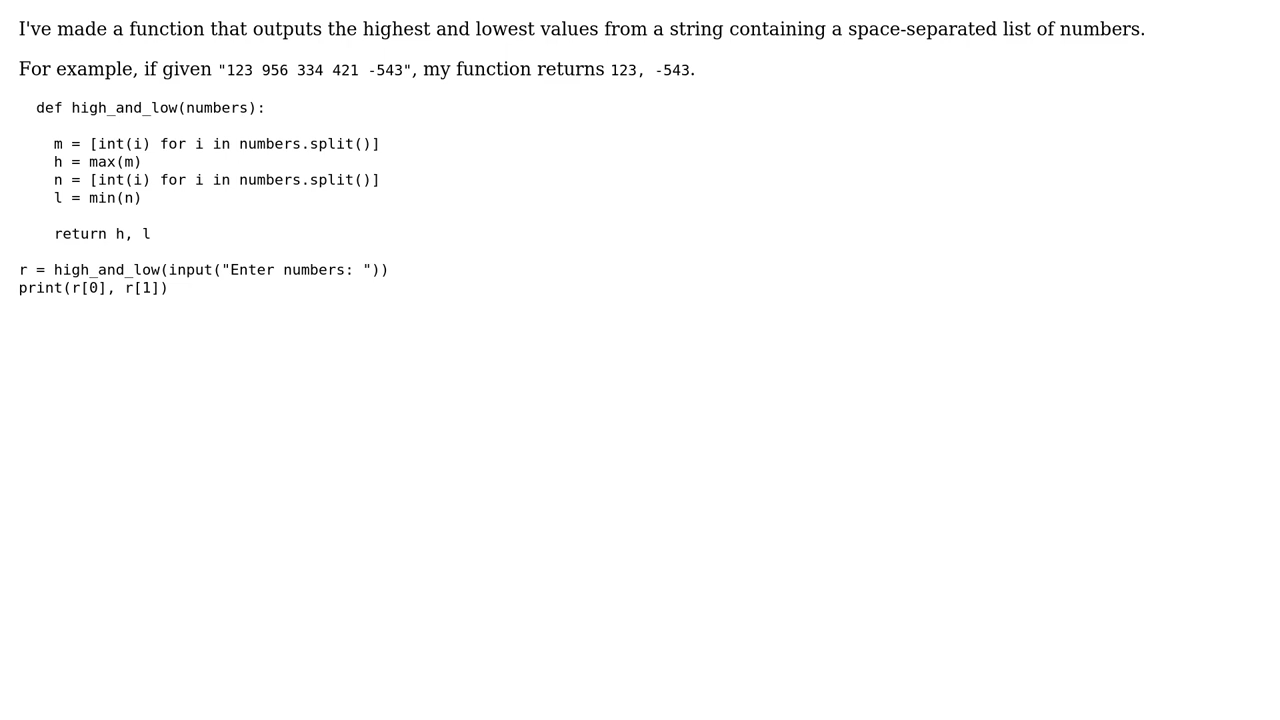 I've made a function that outputs the highest and lowest values from a string containing a space-separated list of numbers.
For example, if given "123 956 334 421 -543", my function returns 123, -543.
  def high_and_low(numbers):
    m = [int(i) for i in numbers.split()]
    h = max(m)
    n = [int(i) for i in numbers.split()]
    l = min(n)
    return h, l
r = high_and_low(input("Enter numbers: "))
print(r[0], r[1])